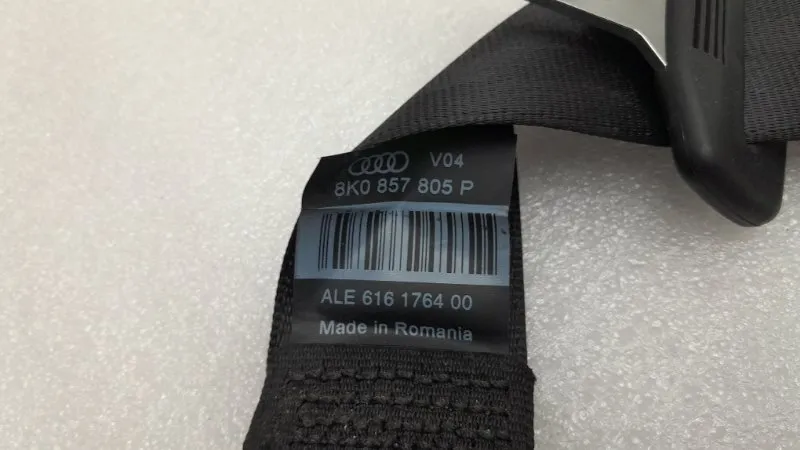 V04
8K0 857 805 P
ALE 616 1764 00
Made in Romania